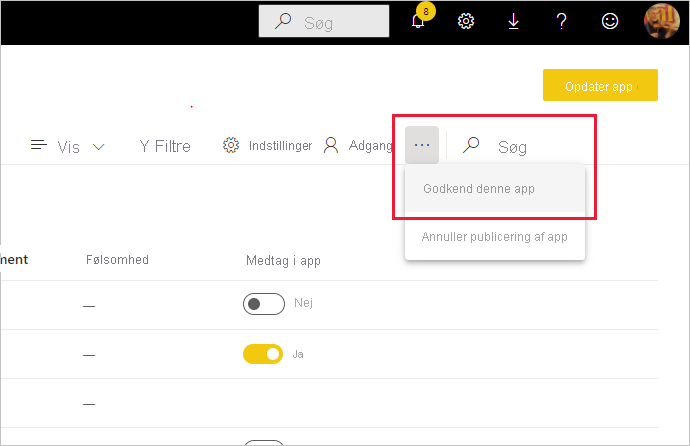 Søg
8
Opdater app
Vis
Y Filtre
Indstillinger
Adgang
...
Søg
Godkend denne app
Annuller publicering af app
ment
Følsomhed
Medtag i app
—
Nej
—
Ja
—